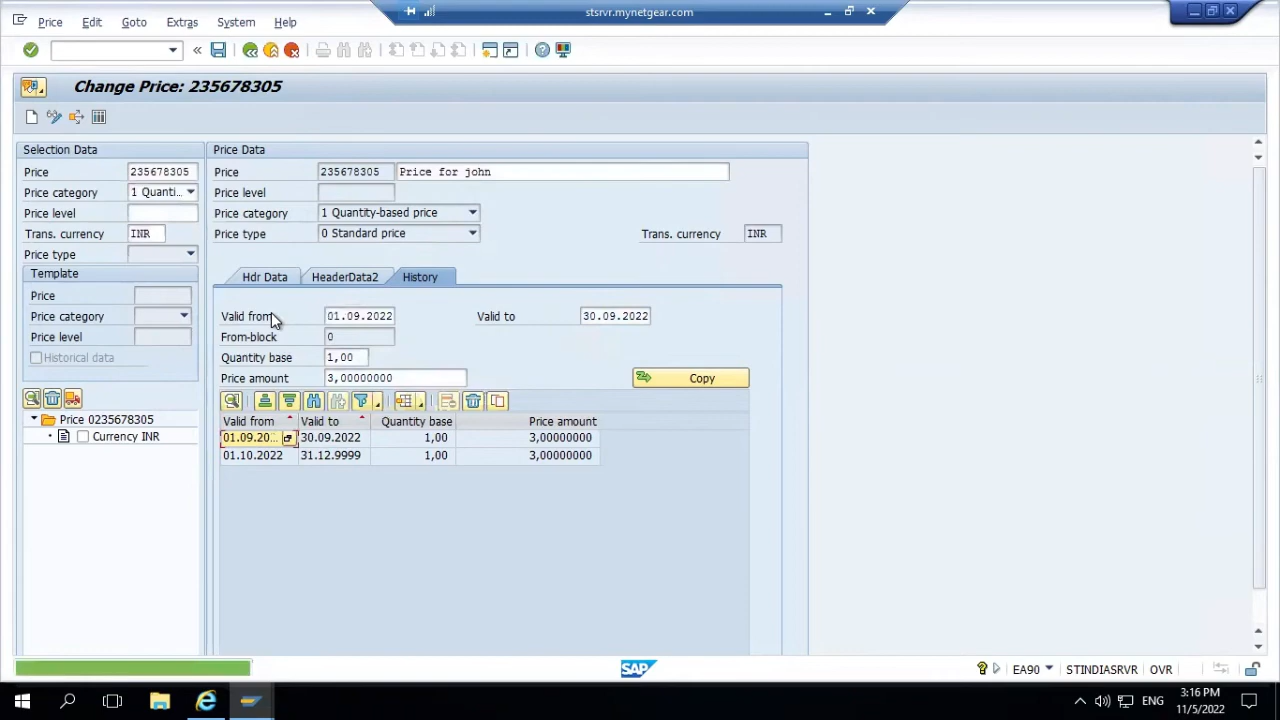 stsrvr.mynetgear.com
Price Edit Goto Extras System Help
Change Price: 235678305
Selection Data
Price 235678305
Price category 1 Quanti...
Price level
Trans. currency INR
Price type
Template
Price
Price category
Price level
Historical data
Price 0235678305
Currency INR
Price Data
Price 235678305 Price for john
Price level
Price category 1 Quantity-based price
Price type 0 Standard price Trans. currency INR
Hdr Data HeaderData2 History
Valid from 01.09.2022 Valid to 30.09.2022
From-block 0
Quantity base 1,00
Price amount 3,00000000 Copy
Valid from Valid to Quantity base Price amount
01.09.20... 30.09.2022 1,00 3,00000000
01.10.2022 31.12.9999 1,00 3,00000000
SAP EA90 STINDIASRVR OVR
ENG 3:16 PM
11/5/2022